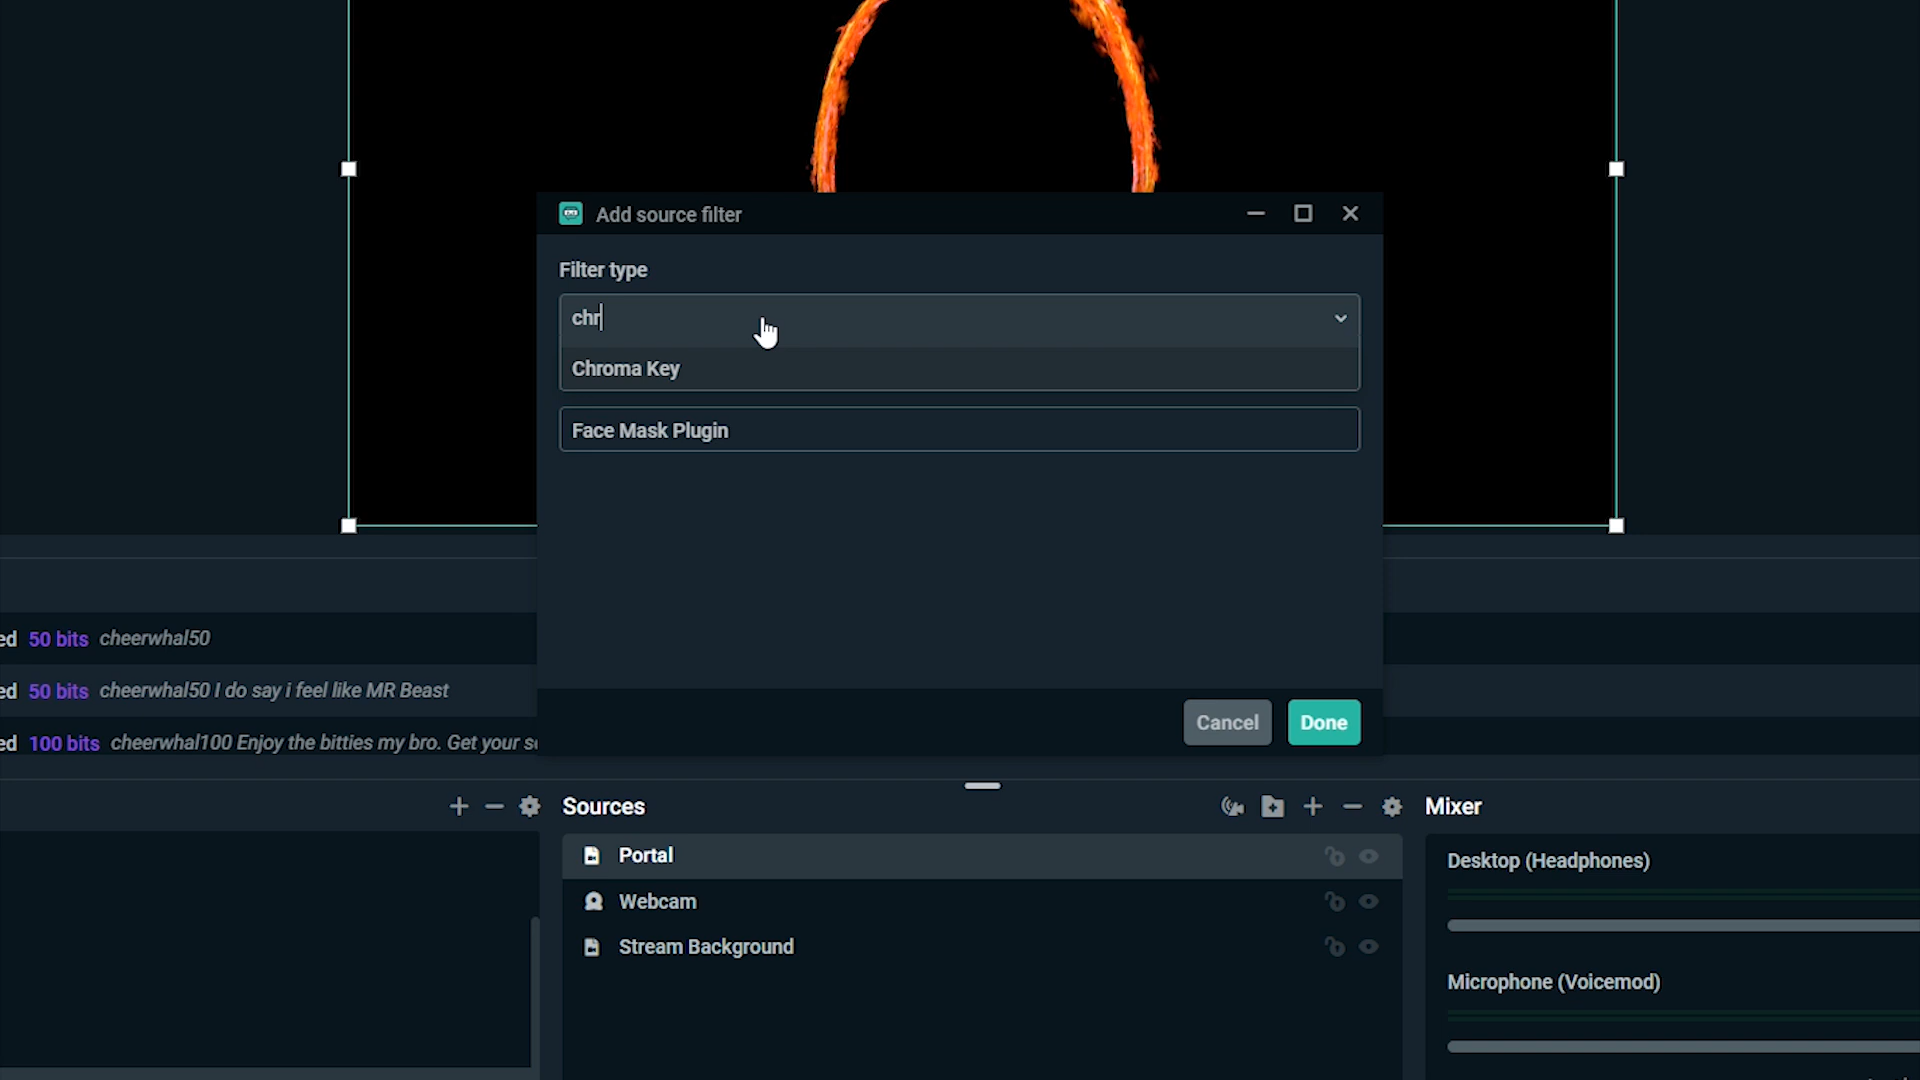 Add source filter
Filter type
chr
Chroma Key
Face Mask Plugin
ed 50 bits cheerwhal50
ed 50 bits cheerwhal50 I do say i feel like MR Beast
ed 100 bits cheerwhal100 Enjoy the bitties my bro. Get your s
Cancel
Done
Sources
Mixer
Portal
Webcam
Stream Background
Desktop (Headphones)
Microphone (Voicemod)